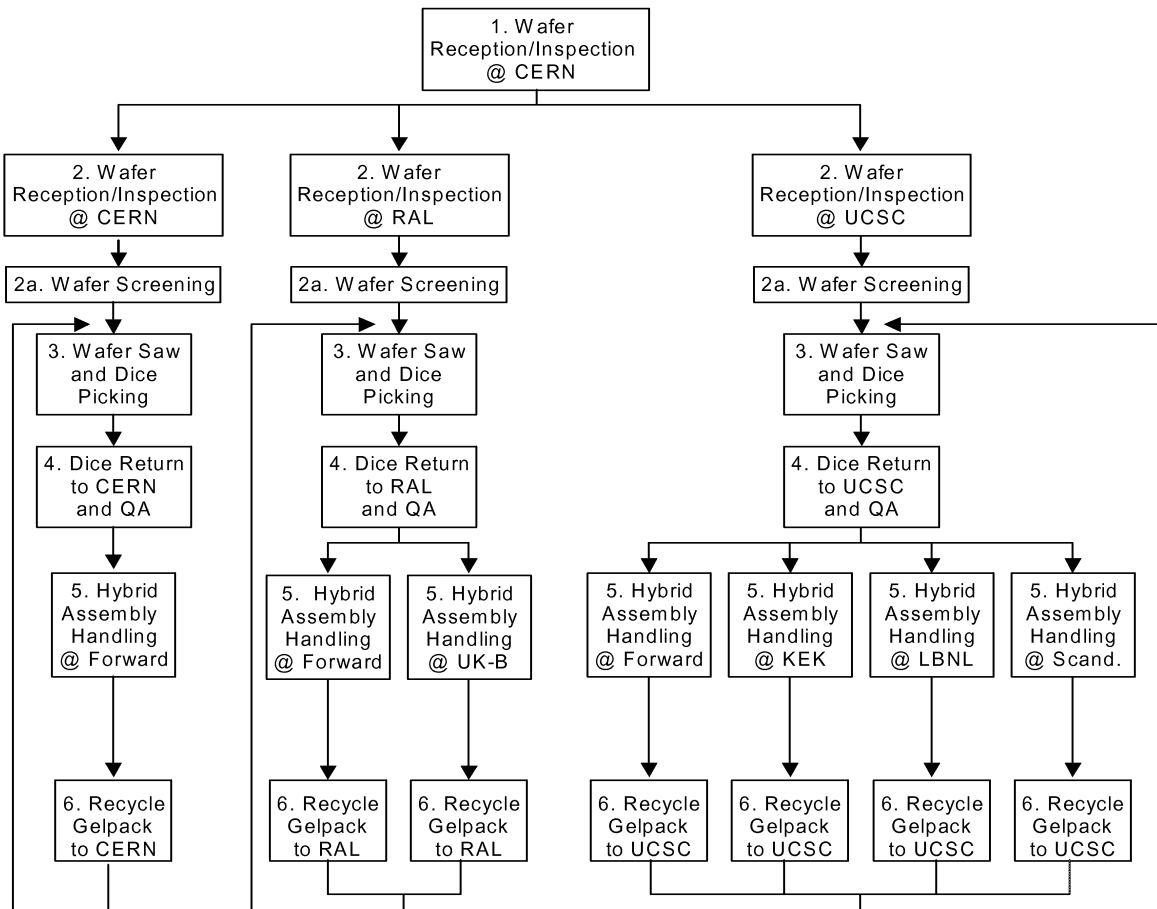 1. Wafer
Reception/Inspection
@ CERN
2. Wafer
Reception/Inspection
@ CERN
2. Wafer
Reception/Inspection
@ RAL
2. Wafer
Reception/Inspection
@ UCSC
2a. Wafer Screening
2a. Wafer Screening
2a. Wafer Screening
3. Wafer Saw
and Dice
Picking
3. Wafer Saw
and Dice
Picking
3. Wafer Saw
and Dice
Picking
4. Dice Return
to CERN
and QA
4. Dice Return
to RAL
and QA
4. Dice Return
to UCSC
and QA
5. Hybrid
Assembly
Handling
@ Forward
5. Hybrid
Assembly
Handling
@ Forward
5. Hybrid
Assembly
Handling
@ UK-B
5. Hybrid
Assembly
Handling
@ Forward
5. Hybrid
Assembly
Handling
@ KEK
5. Hybrid
Assembly
Handling
@ LBNL
5. Hybrid
Assembly
Handling
@ Scand.
6. Recycle
Gelpack
to CERN
6. Recycle
Gelpack
to RAL
6. Recycle
Gelpack
to RAL
6. Recycle
Gelpack
to UCSC
6. Recycle
Gelpack
to UCSC
6. Recycle
Gelpack
to UCSC
6. Recycle
Gelpack
to UCSC